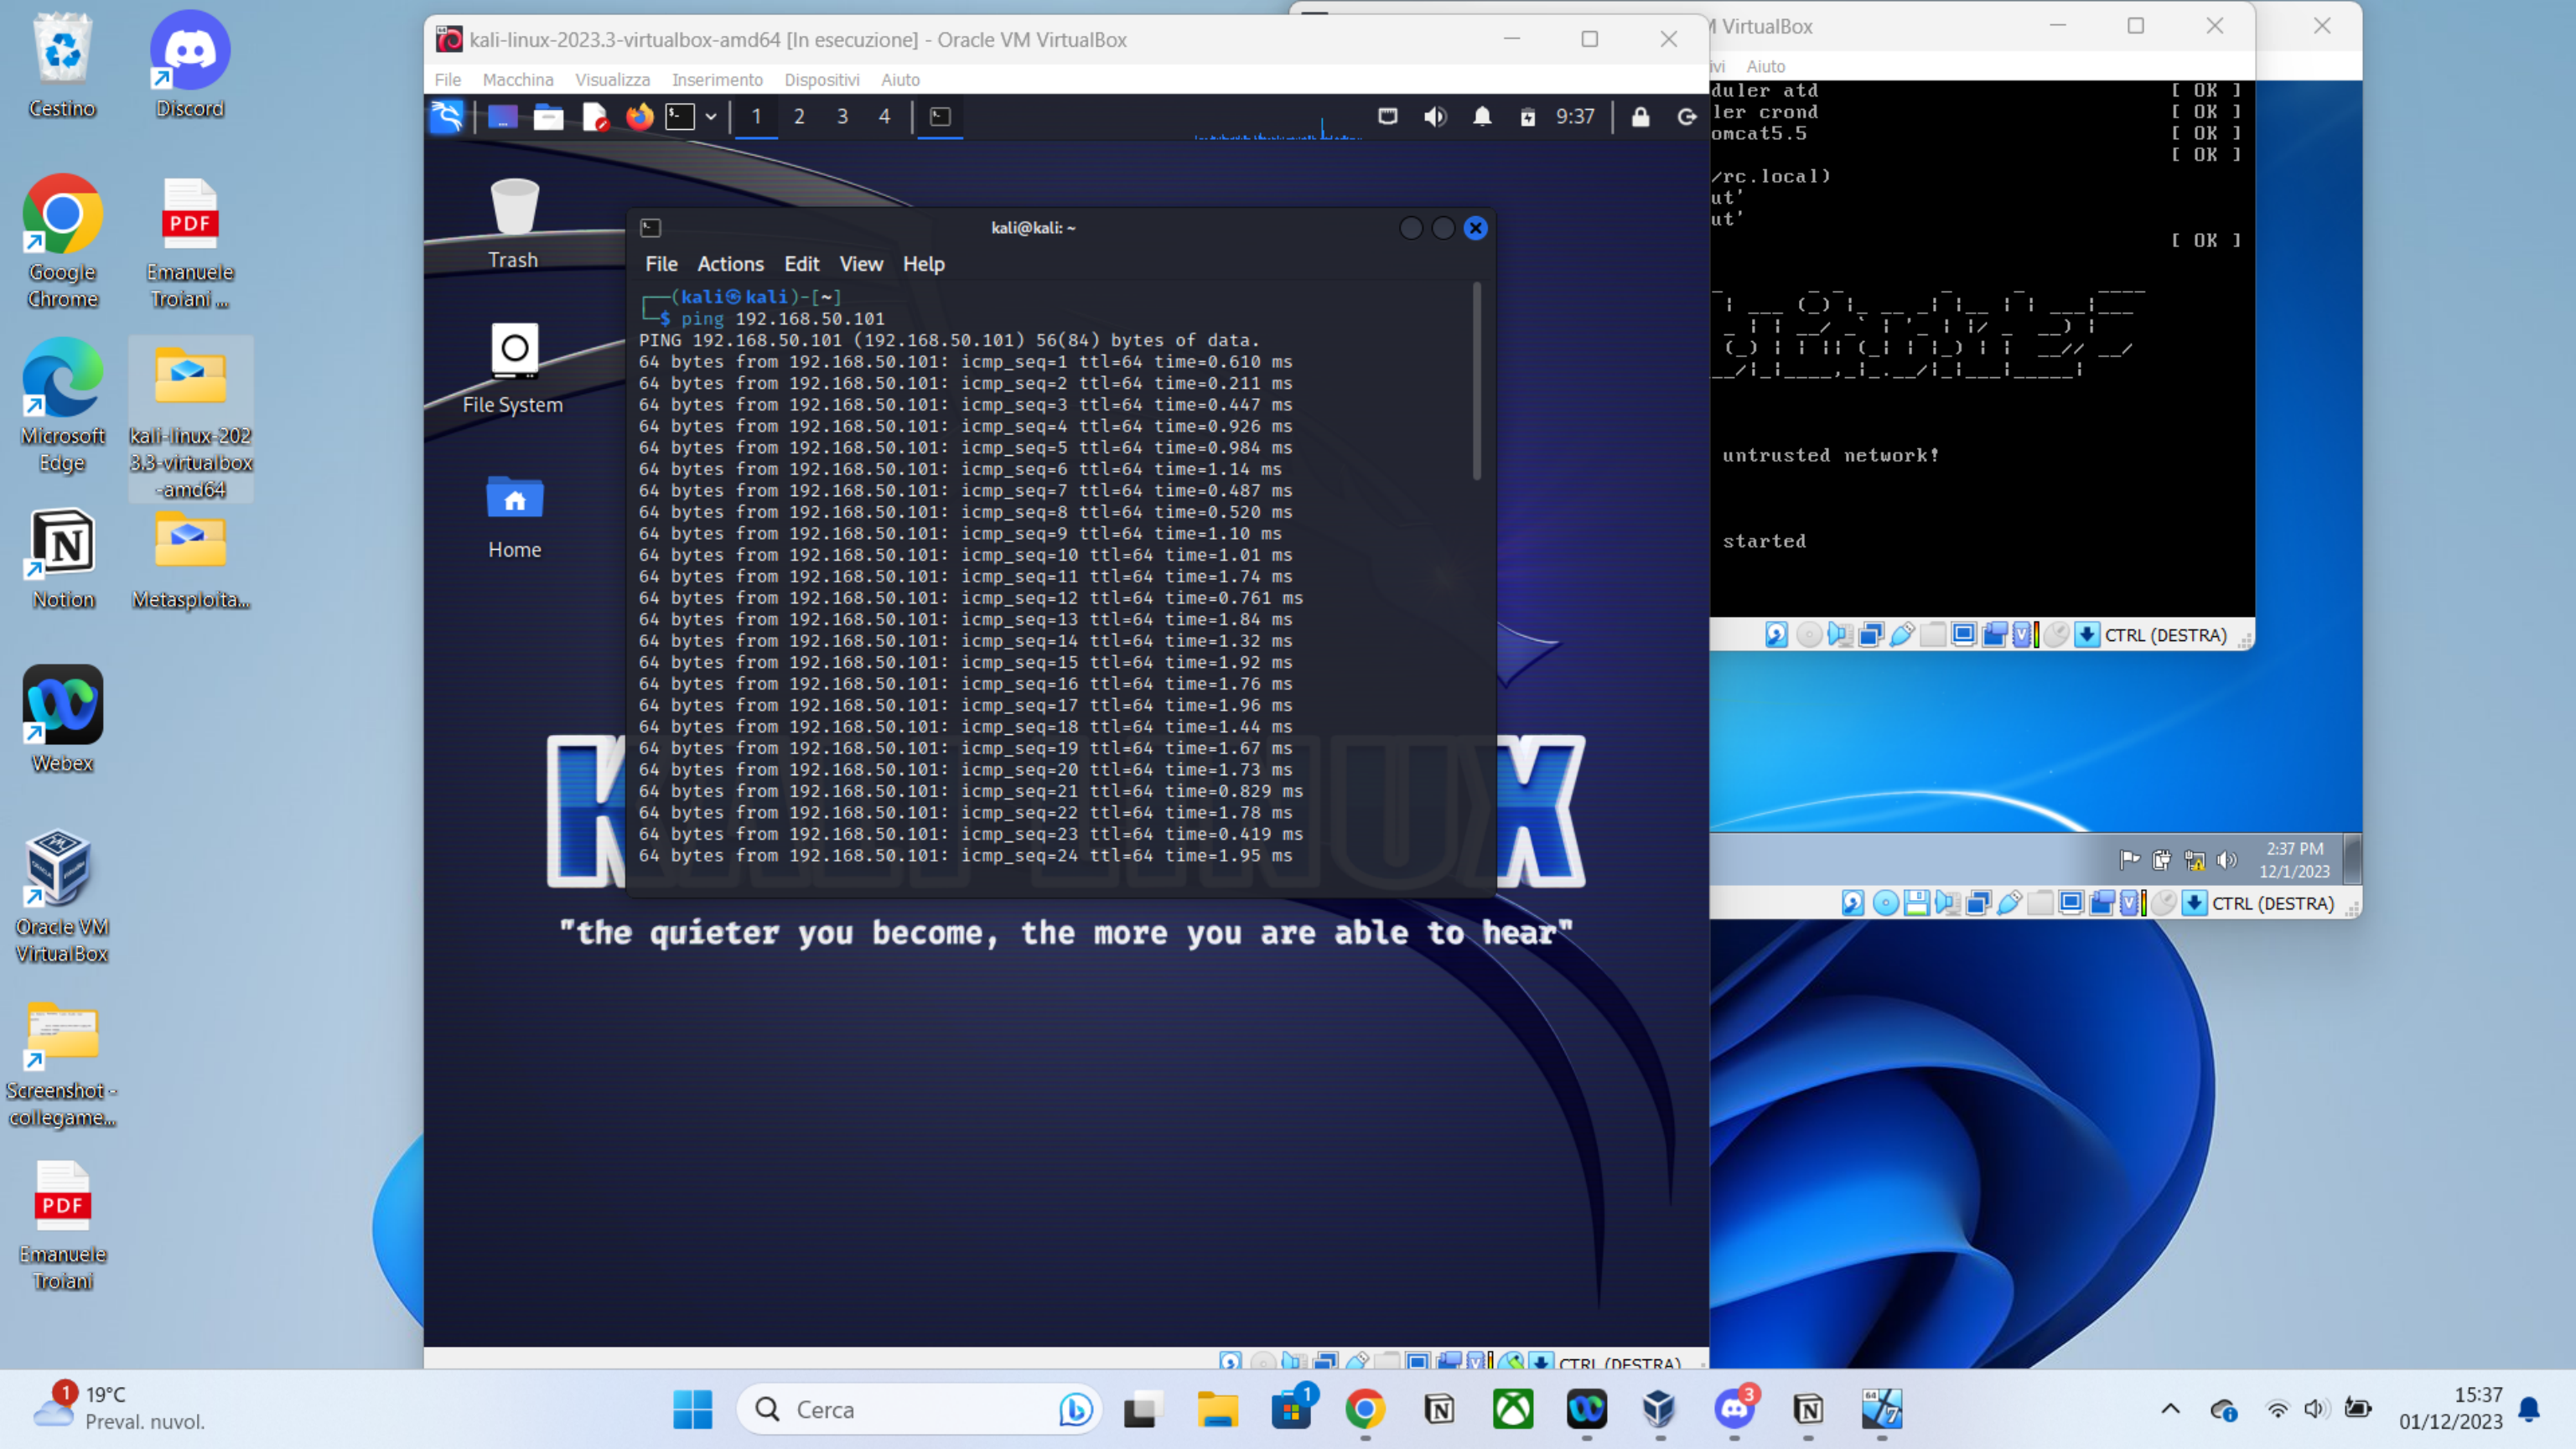 Cestino
Discord
Google
Chrome
Emanuele
Troiani ...
Microsoft
Edge
kali-linux-202
3.3-virtualbox
-amd64
Notion
Metasploita...
Webex
Oracle VM
VirtualBox
Screenshot -
collegame...
PDF
PDF
Emanuele
Troiani
kali-linux-2023.3-virtualbox-amd64 [In esecuzione] - Oracle VM VirtualBox
File Macchina Visualizza Inserimento Dispositivi Aiuto
1 2 3 4
9:37
Trash
File System
Home
kali@kali: ~
File Actions Edit View Help
┌──(kali㉿kali)-[~]
└─$ ping 192.168.50.101
PING 192.168.50.101 (192.168.50.101) 56(84) bytes of data.
64 bytes from 192.168.50.101: icmp_seq=1 ttl=64 time=0.610 ms
64 bytes from 192.168.50.101: icmp_seq=2 ttl=64 time=0.211 ms
64 bytes from 192.168.50.101: icmp_seq=3 ttl=64 time=0.447 ms
64 bytes from 192.168.50.101: icmp_seq=4 ttl=64 time=0.926 ms
64 bytes from 192.168.50.101: icmp_seq=5 ttl=64 time=0.984 ms
64 bytes from 192.168.50.101: icmp_seq=6 ttl=64 time=1.14 ms
64 bytes from 192.168.50.101: icmp_seq=7 ttl=64 time=0.487 ms
64 bytes from 192.168.50.101: icmp_seq=8 ttl=64 time=0.520 ms
64 bytes from 192.168.50.101: icmp_seq=9 ttl=64 time=1.10 ms
64 bytes from 192.168.50.101: icmp_seq=10 ttl=64 time=1.01 ms
64 bytes from 192.168.50.101: icmp_seq=11 ttl=64 time=1.74 ms
64 bytes from 192.168.50.101: icmp_seq=12 ttl=64 time=0.761 ms
64 bytes from 192.168.50.101: icmp_seq=13 ttl=64 time=1.84 ms
64 bytes from 192.168.50.101: icmp_seq=14 ttl=64 time=1.32 ms
64 bytes from 192.168.50.101: icmp_seq=15 ttl=64 time=1.92 ms
64 bytes from 192.168.50.101: icmp_seq=16 ttl=64 time=1.76 ms
64 bytes from 192.168.50.101: icmp_seq=17 ttl=64 time=1.96 ms
64 bytes from 192.168.50.101: icmp_seq=18 ttl=64 time=1.44 ms
64 bytes from 192.168.50.101: icmp_seq=19 ttl=64 time=1.67 ms
64 bytes from 192.168.50.101: icmp_seq=20 ttl=64 time=1.73 ms
64 bytes from 192.168.50.101: icmp_seq=21 ttl=64 time=0.829 ms
64 bytes from 192.168.50.101: icmp_seq=22 ttl=64 time=1.78 ms
64 bytes from 192.168.50.101: icmp_seq=23 ttl=64 time=0.419 ms
64 bytes from 192.168.50.101: icmp_seq=24 ttl=64 time=1.95 ms
KALI LINUX
"the quieter you become, the more you are able to hear"
CTRL (DESTRA)
VirtualBox
Aiuto
duler atd [ OK ]
ler crond [ OK ]
omcat5.5 [ OK ]
[ OK ]
/rc.local)
ut'
ut'
[ OK ]
untrusted network!
started
CTRL (DESTRA)
2:37 PM
12/1/2023
CTRL (DESTRA)
1
19°C
Preval. nuvol.
Cerca
1
3
64
7
15:37
01/12/2023